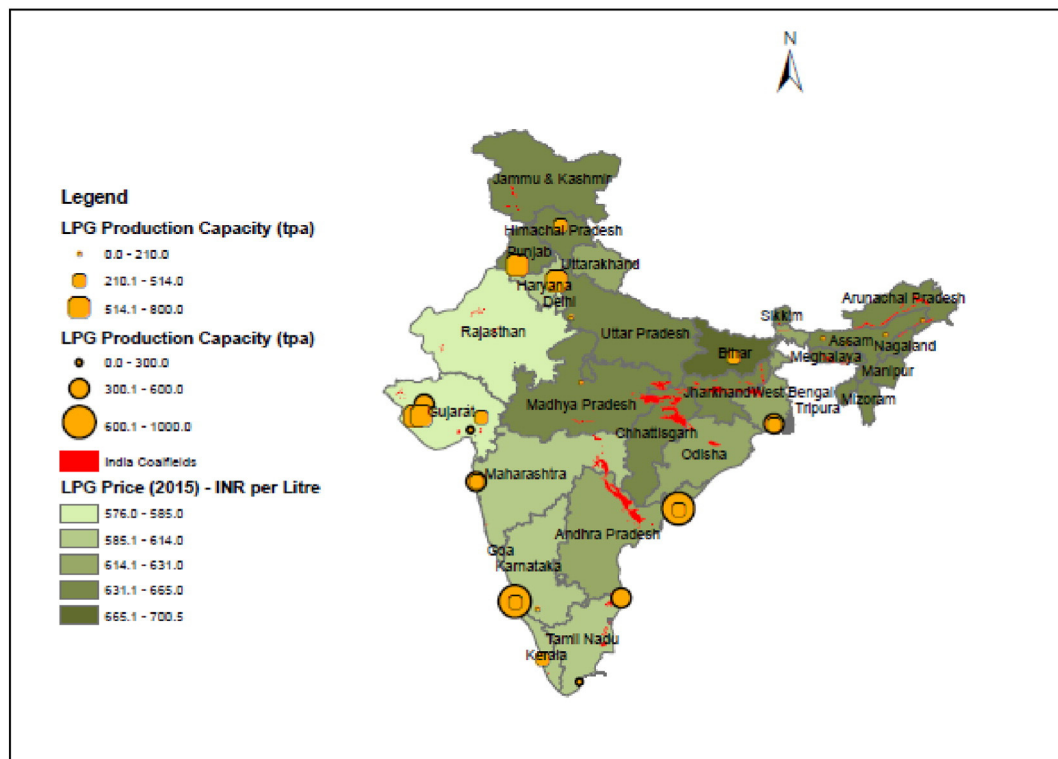 N
Legend
LPG Production Capacity (tpa)
0.0 - 210.0
210.1 - 514.0
514.1 - 800.0
LPG Production Capacity (tpa)
0.0 - 300.0
300.1 - 600.0
600.1 - 1000.0
India Coalfields
LPG Price (2015) - INR per Litre
576.0 - 585.0
585.1 - 614.0
614.1 - 631.0
631.1 - 665.0
665.1 - 700.5
Jammu & Kashmir
Himachal Pradesh
Punjab
Uttarakhand
Haryana
Delhi
Rajasthan
Uttar Pradesh
Bihar
Sikkim
Arunachal Pradesh
Assam
Nagaland
Meghalaya
Manipur
Mizoram
Tripura
Gujarat
Madhya Pradesh
Jharkhand
West Bengal
Chhattisgarh
Odisha
Maharashtra
Andhra Pradesh
Goa
Karnataka
Tamil Nadu
Kerala